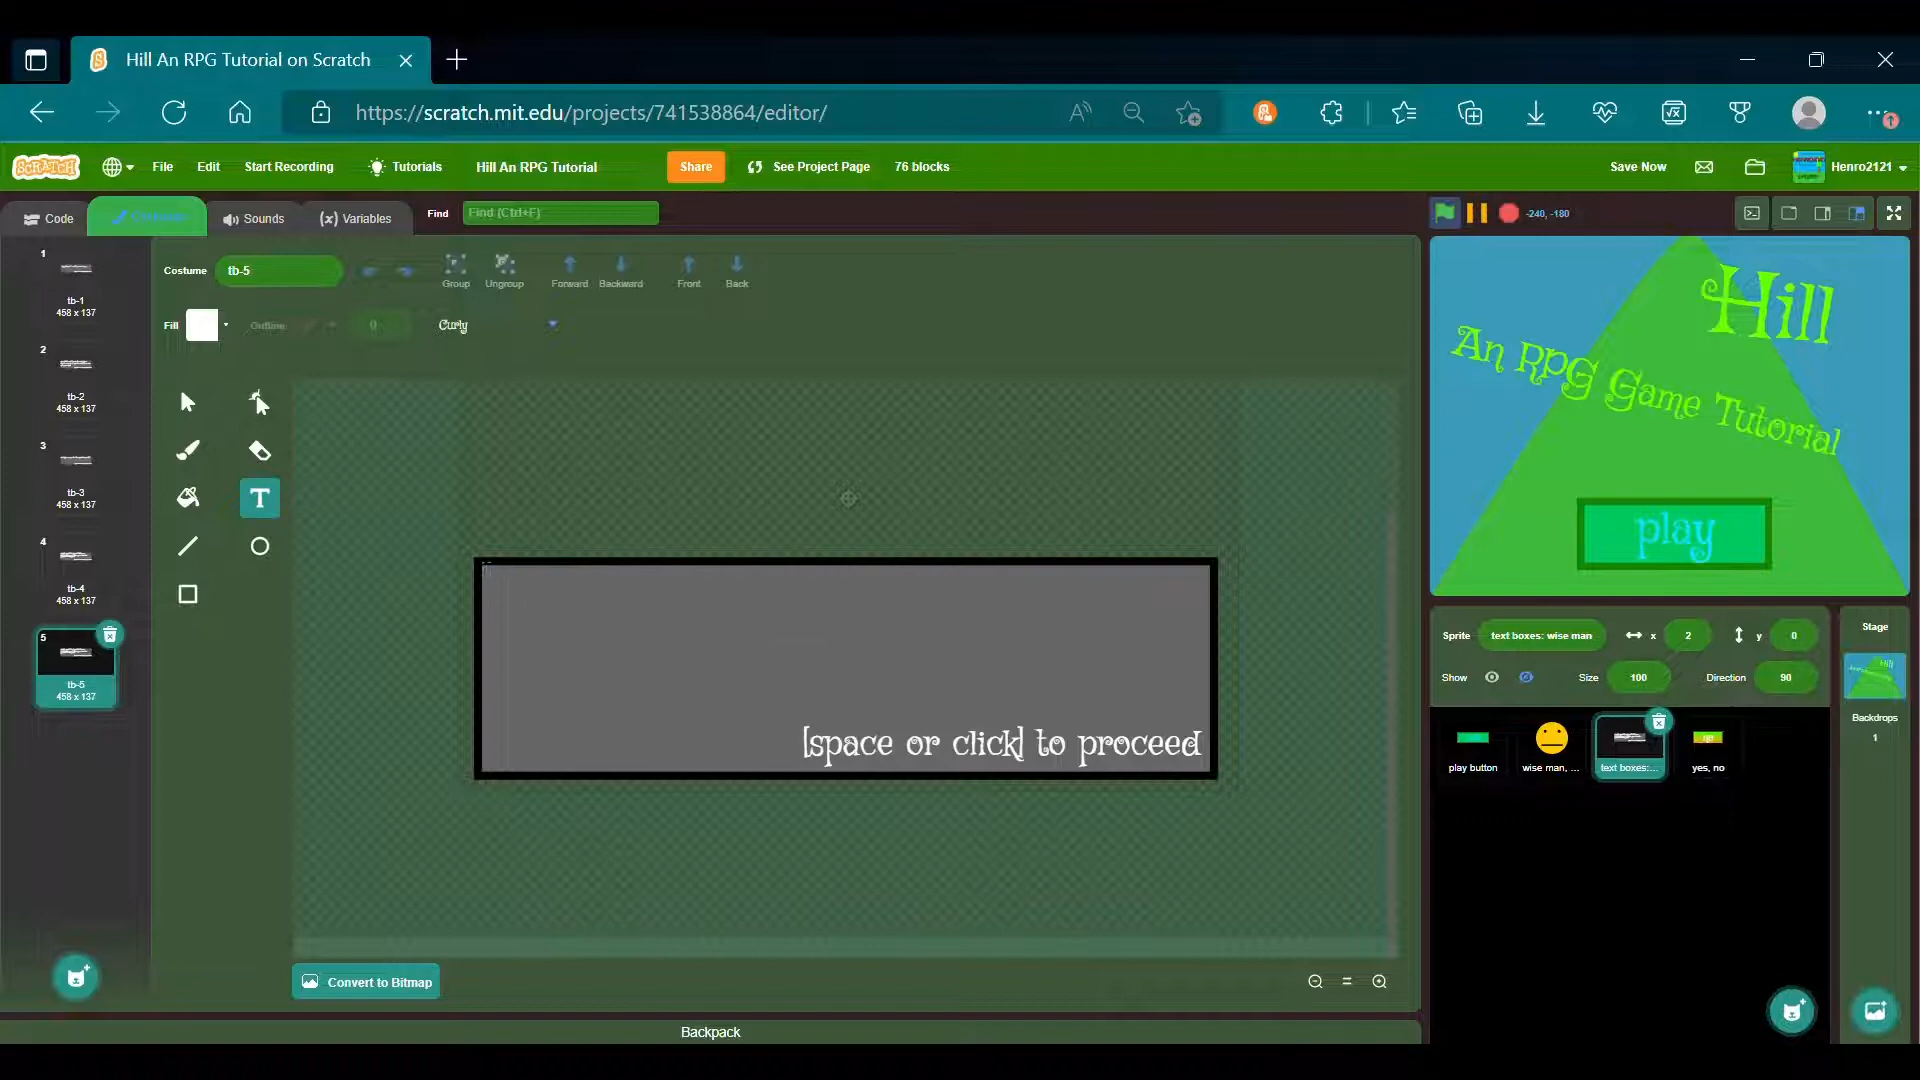 Hill An RPG Tutorial on Scratch
https://scratch.mit.edu/projects/741538864/editor/
SCRATCH File Edit Start Recording Tutorials Hill An RPG Tutorial Share See Project Page 76 blocks Save Now Henro2121
Code Costumes Sounds (x) Variables Find Find (Ctrl+F) -240, -180
Costume tb-5 Group Ungroup Forward Backward Front Back
Fill Outline 0 Curly
1
tb-1
458 x 137
2
tb-2
458 x 137
3
tb-3
458 x 137
4
tb-4
458 x 137
5
tb-5
458 x 137
T
[space or click] to proceed
Convert to Bitmap
Backpack
Hill
An RPG Game Tutorial
play
Sprite text boxes: wise man x 2 y 0
Show Size 100 Direction 90
play button wise man, ... text boxes:... yes, no
Stage
Hill
Backdrops
1